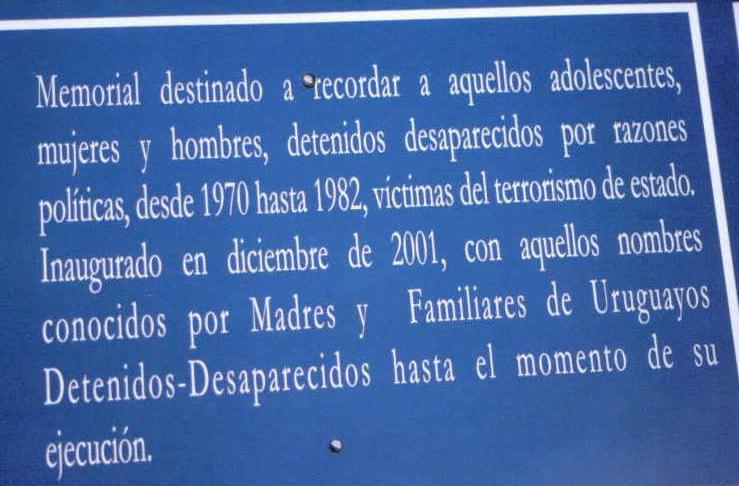 Memorial destinado a recordar a aquellos adolescentes,
mujeres y hombres, detenidos desaparecidos por razones
políticas, desde 1970 hasta 1982, víctimas del terrorismo de estado.
Inaugurado en diciembre de 2001, con aquellos nombres
conocidos por Madres y Familiares de Uruguayos
Detenidos-Desaparecidos hasta el momento de su
ejecución.